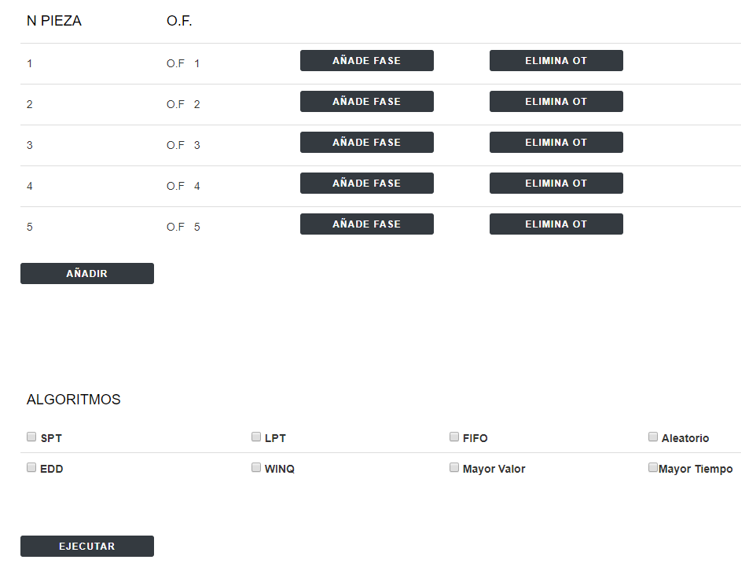 N PIEZA O.F.
1 O.F 1 AÑADE FASE ELIMINA OT
2 O.F 2 AÑADE FASE ELIMINA OT
3 O.F 3 AÑADE FASE ELIMINA OT
4 O.F 4 AÑADE FASE ELIMINA OT
5 O.F 5 AÑADE FASE ELIMINA OT
AÑADIR
ALGORITMOS
SPT LPT FIFO Aleatorio
EDD WINQ Mayor Valor Mayor Tiempo
EJECUTAR